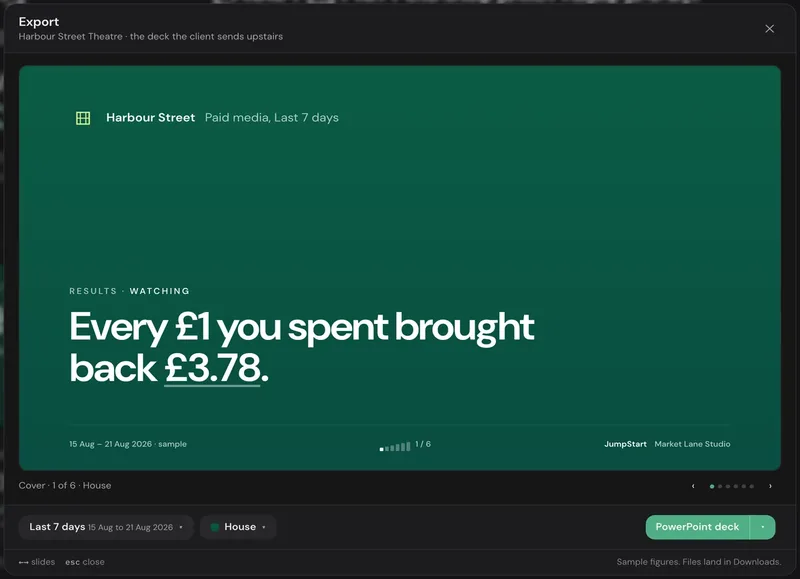 Export
Harbour Street Theatre · the deck the client sends upstairs
Harbour Street Paid media, Last 7 days
RESULTS · WATCHING
Every £1 you spent brought
back £3.78.
15 Aug – 21 Aug 2026 · sample
1 / 6
JumpStart Market Lane Studio
Cover · 1 of 6 · House
Last 7 days 15 Aug to 21 Aug 2026
House
PowerPoint deck
slides esc close
Sample figures. Files land in Downloads.